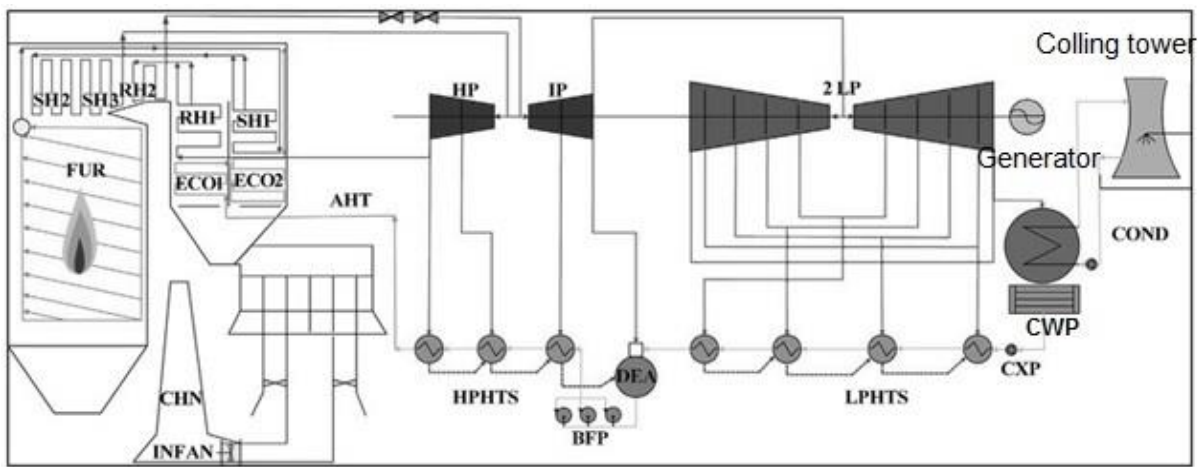 Colling tower
SH2
SH3
RH2
RH1
SH1
HP
IP
2 LP
FUR
ECO1
ECO2
Generator
AHT
COND
CWP
CHN
HPHTS
DEA
LPHTS
CXP
BFP
INFAN